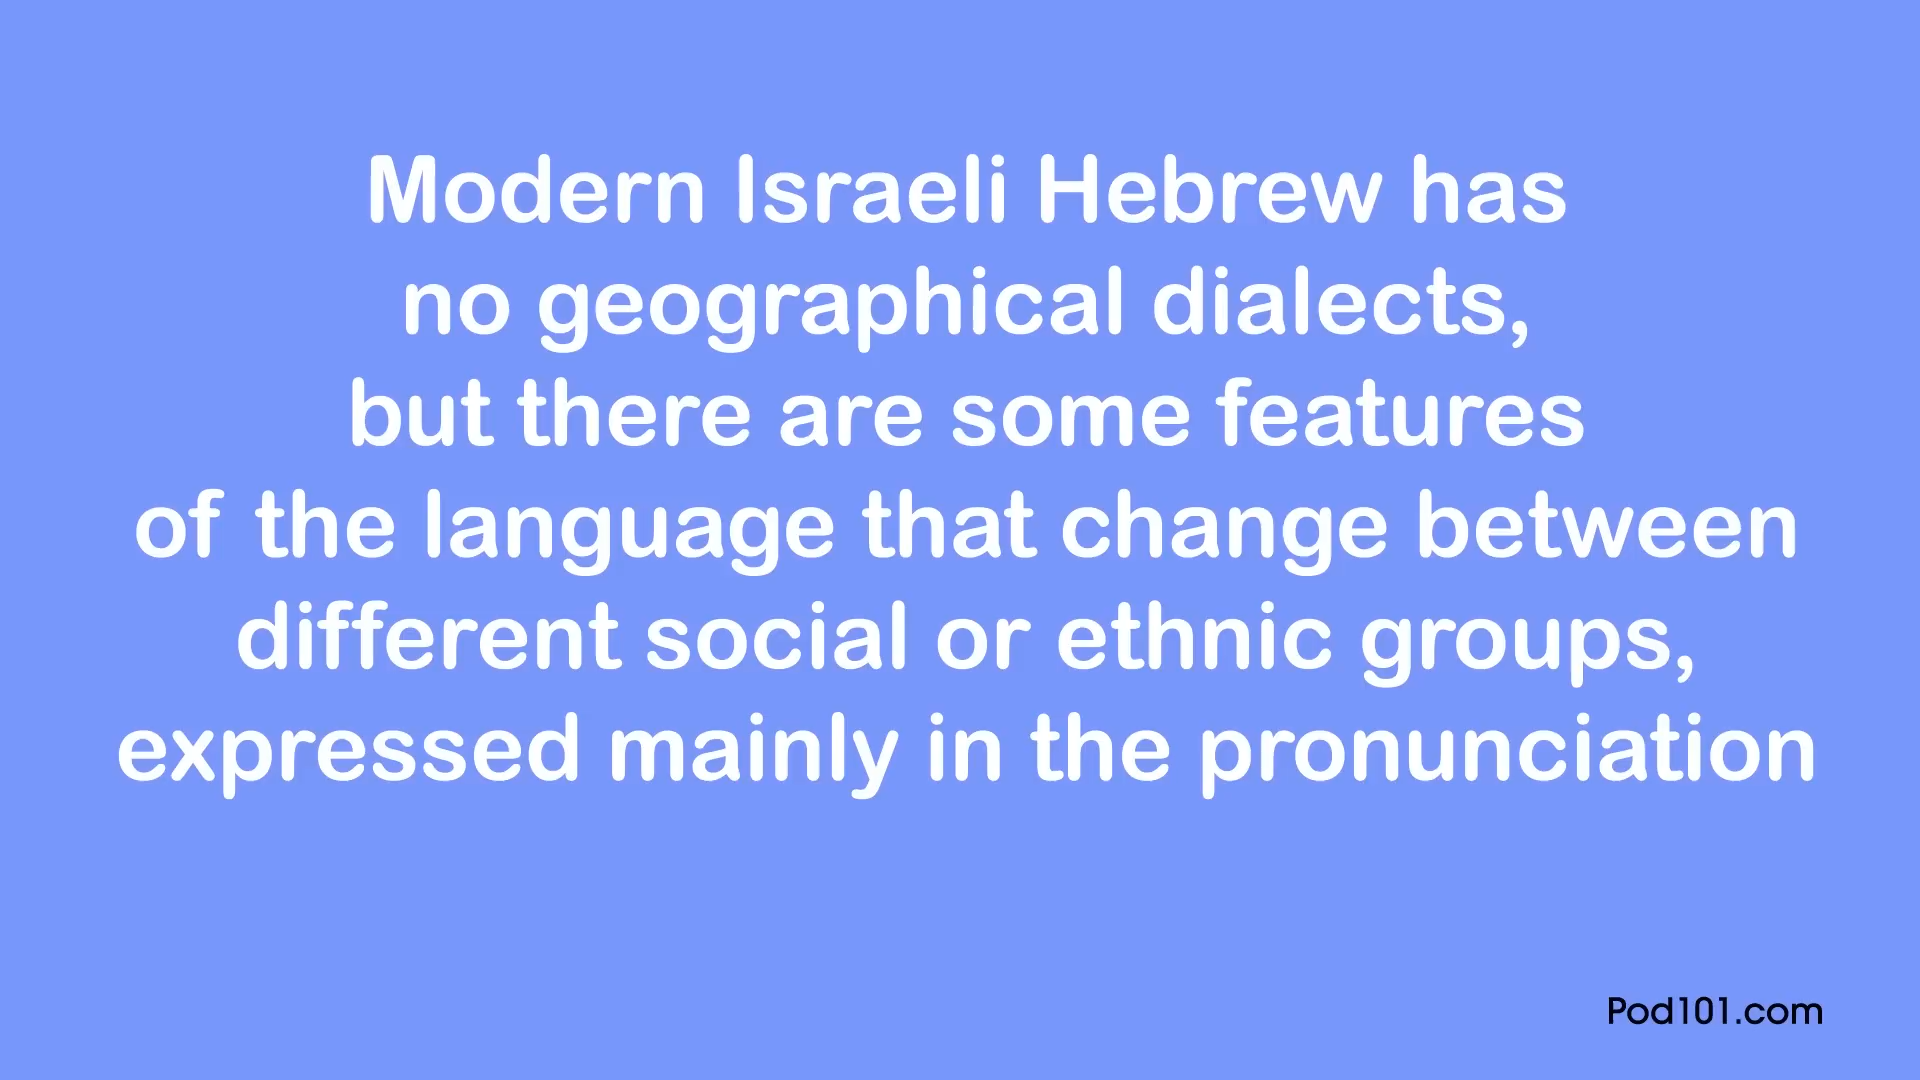 Modern Israeli Hebrew has
no geographical dialects,
but there are some features
of the language that change between
different social or ethnic groups,
expressed mainly in the pronunciation
Pod101.com